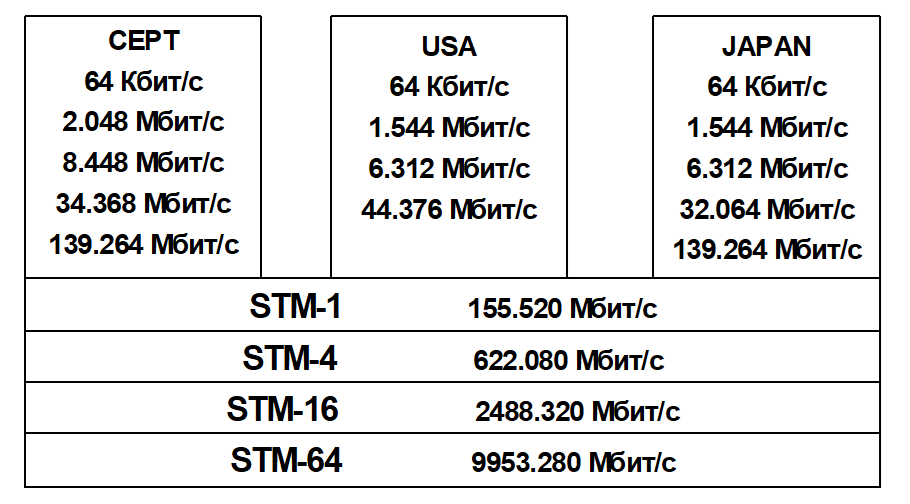 CEPT
64 Кбит/с
2.048 Мбит/с
8.448 Мбит/с
34.368 Мбит/с
139.264 Мбит/с
USA
64 Кбит/с
1.544 Мбит/с
6.312 Мбит/с
44.376 Мбит/с
JAPAN
64 Кбит/с
1.544 Мбит/с
6.312 Мбит/с
32.064 Мбит/с
139.264 Мбит/с
STM-1 155.520 Мбит/с
STM-4 622.080 Мбит/с
STM-16 2488.320 Мбит/с
STM-64 9953.280 Мбит/с